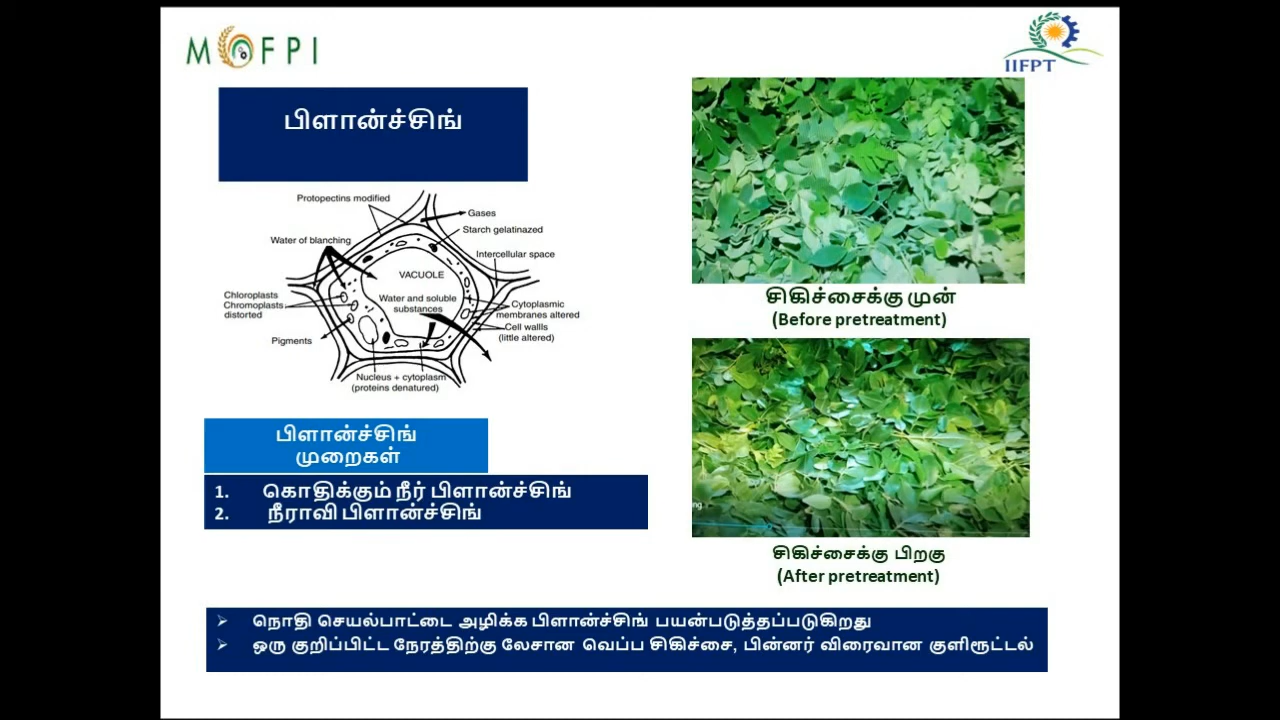 MOFPI
IIFPT
பிளான்ச்சிங்
Protopectins modified
Gases
Starch gelatinazed
Water of blanching
Intercellular space
VACUOLE
Chloroplasts
Chromoplasts
distorted
Water and soluble
substances
Cytoplasmic
membranes altered
Cell wallls
(little altered)
Pigments
Nucleus + cytoplasm
(proteins denatured)
சிகிச்சைக்கு முன்
(Before pretreatment)
பிளான்ச்சிங்
முறைகள்
1. கொதிக்கும் நீர் பிளான்ச்சிங்
2. நீராவி பிளான்ச்சிங்
ng
சிகிச்சைக்கு பிறகு
(After pretreatment)
➢ நொதி செயல்பாட்டை அழிக்க பிளான்ச்சிங் பயன்படுத்தப்படுகிறது
➢ ஒரு குறிப்பிட்ட நேரத்திற்கு லேசான வெப்ப சிகிச்சை, பின்னர் விரைவான குளிரூட்டல்